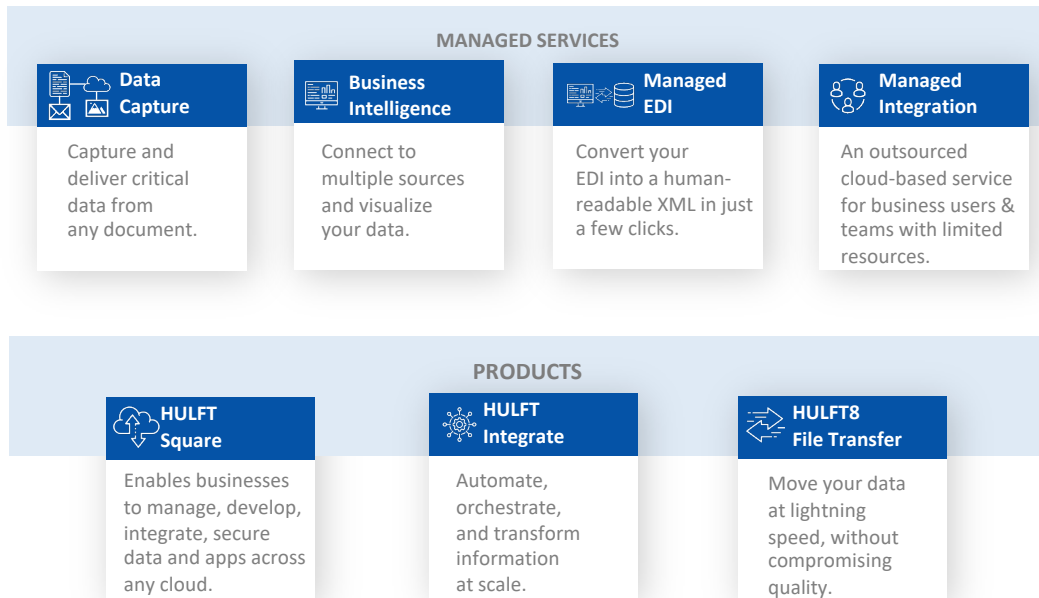 MANAGED SERVICES
Data
Capture
Capture and
deliver critical
data from
any document.
Business
Intelligence
Connect to
multiple sources
and visualize
your data.
Managed
EDI
Convert your
EDI into a human-
readable XML in just
a few clicks.
Managed
Integration
An outsourced
cloud-based service
for business users &
teams with limited
resources.
PRODUCTS
HULFT
Square
Enables businesses
to manage, develop,
integrate, secure
data and apps across
any cloud.
HULFT
Integrate
Automate,
orchestrate,
and transform
information
at scale.
HULFT8
File Transfer
Move your data
at lightning
speed, without
compromising
quality.